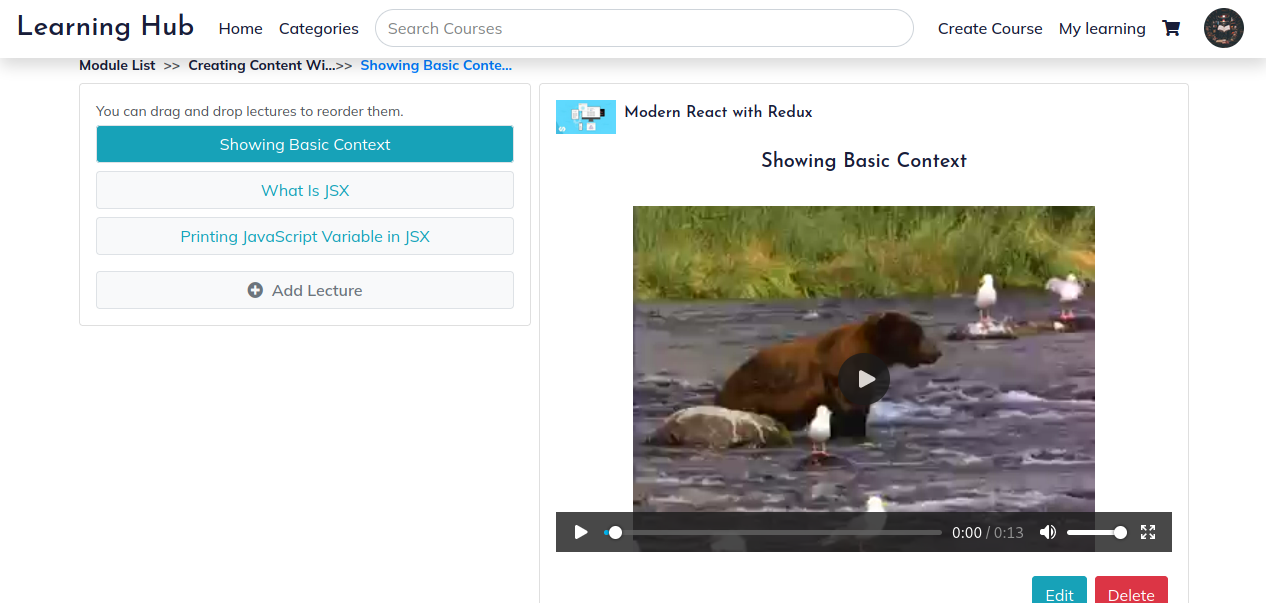 Learning Hub Home Categories Search Courses Create Course My learning
Module List >> Creating Content Wi...>> Showing Basic Conte...
You can drag and drop lectures to reorder them.
Showing Basic Context
What Is JSX
Printing JavaScript Variable in JSX
Add Lecture
Modern React with Redux
Showing Basic Context
0:00 / 0:13
Edit Delete